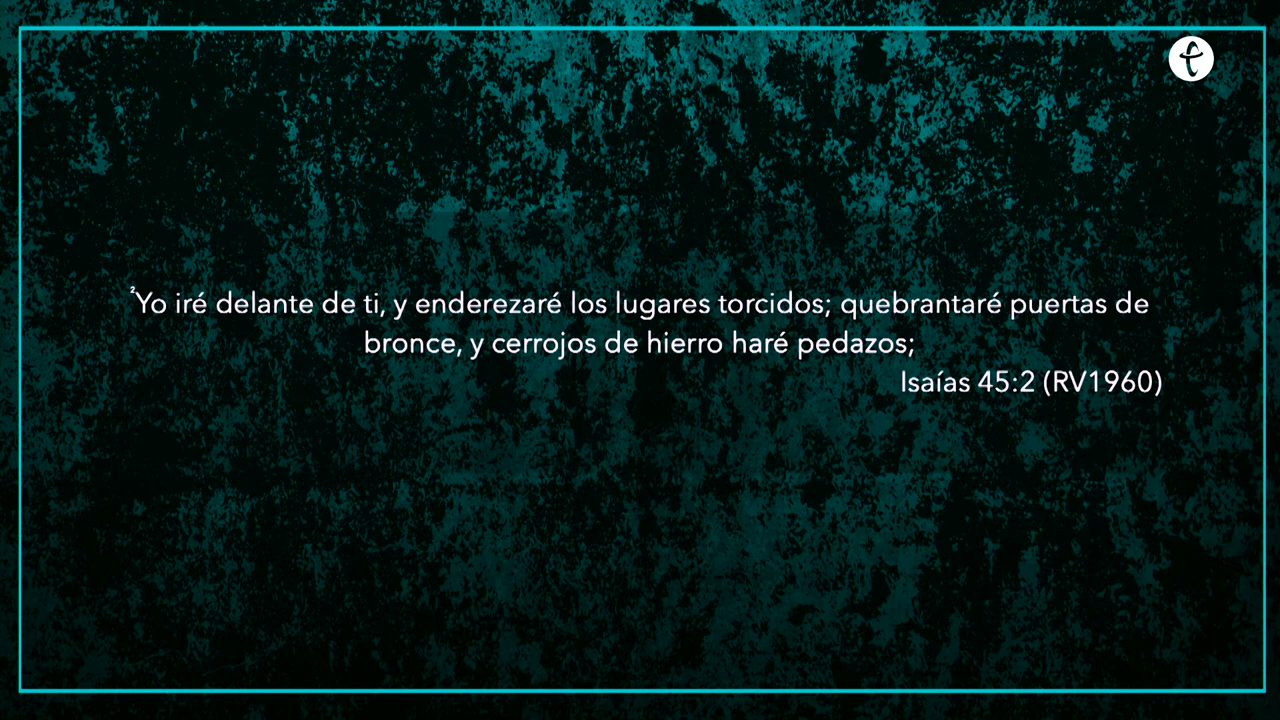 ²Yo iré delante de ti, y enderezaré los lugares torcidos; quebrantaré puertas de
bronce, y cerrojos de hierro haré pedazos;
Isaías 45:2 (RV1960)